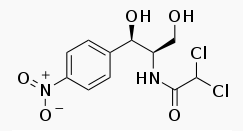 OH OH
Cl
N+ HN Cl
O O- O